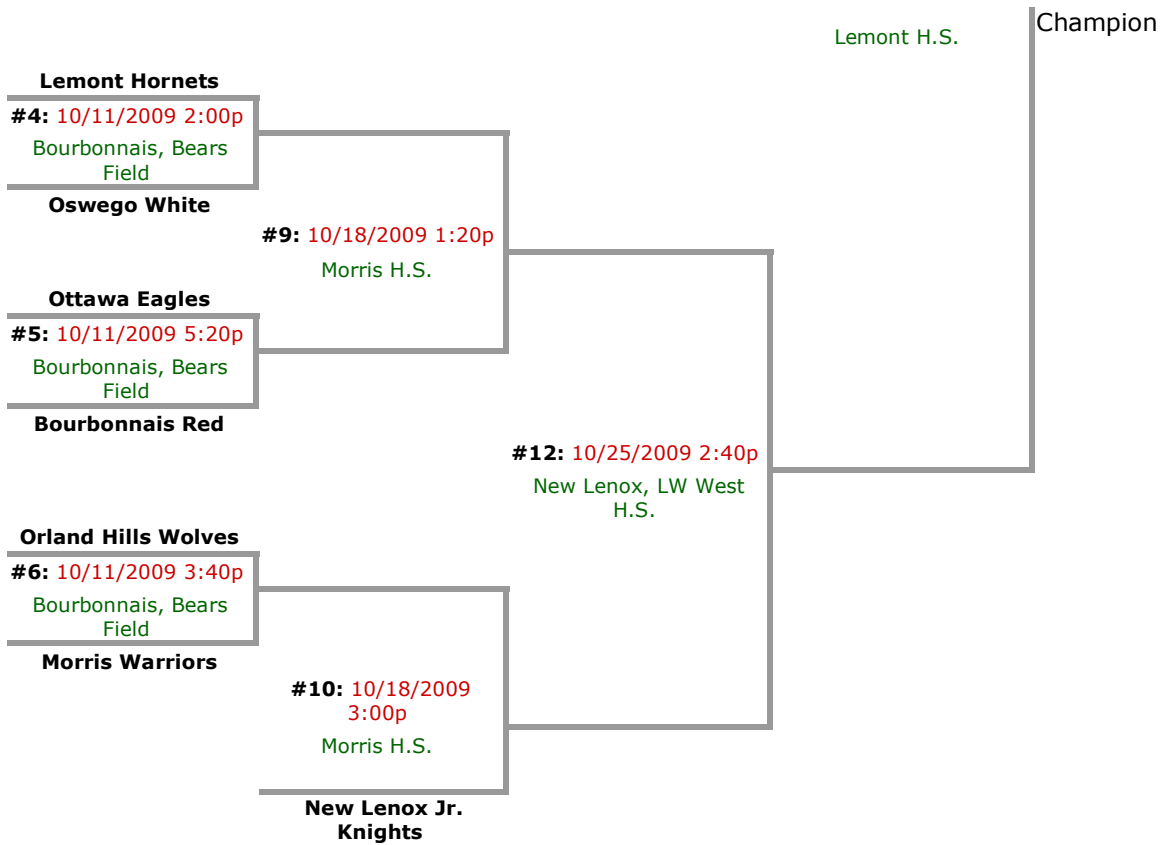 Champion
Lemont H.S.
Lemont Hornets
#4: 10/11/2009 2:00p
Bourbonnais, Bears
Field
Oswego White
#9: 10/18/2009 1:20p
Morris H.S.
Ottawa Eagles
#5: 10/11/2009 5:20p
Bourbonnais, Bears
Field
Bourbonnais Red
#12: 10/25/2009 2:40p
New Lenox, LW West
H.S.
Orland Hills Wolves
#6: 10/11/2009 3:40p
Bourbonnais, Bears
Field
Morris Warriors
#10: 10/18/2009
3:00p
Morris H.S.
New Lenox Jr.
Knights